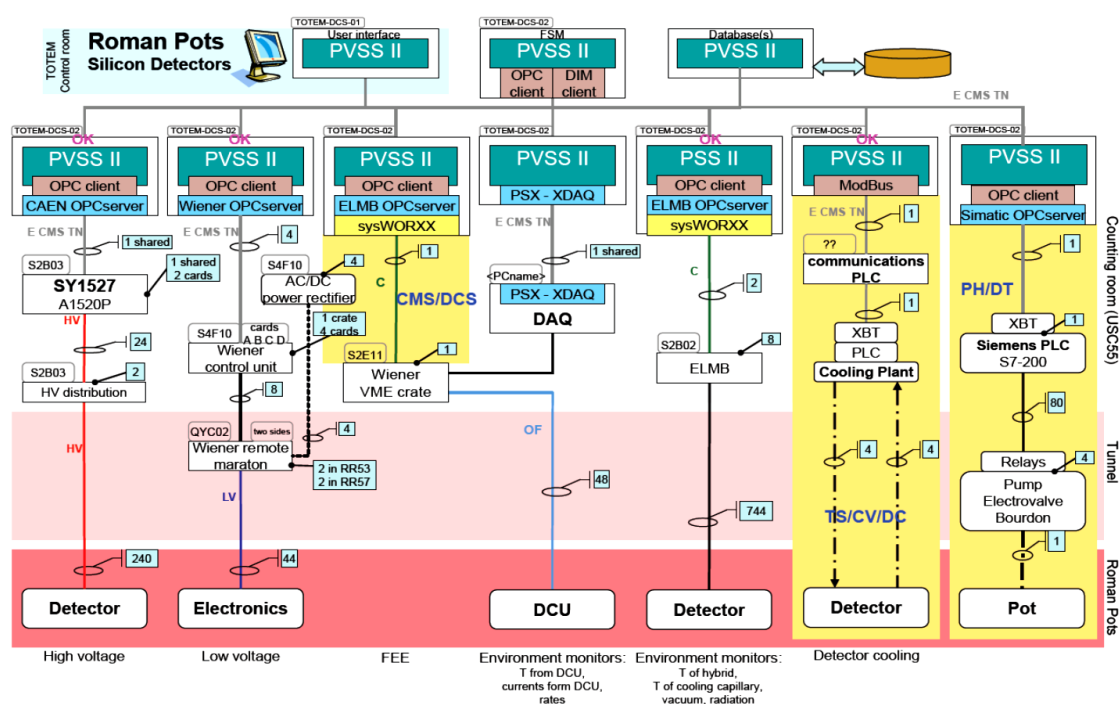 TOTEM
Control room
Roman Pots
Silicon Detectors
TOTEM-DCS-01
User interface
PVSS II
TOTEM-DCS-02
FSM
PVSS II
OPC
client
DIM
client
Database(s)
PVSS II
E CMS TN
TOTEM-DCS-02
OK
PVSS II
OPC client
CAEN OPCserver
E CMS TN
1 shared
S2B03
SY1527
A1520P
1 shared
2 cards
HV
24
S2B03
2
HV distribution
HV
240
Detector
High voltage
TOTEM-DCS-02
OK
PVSS II
OPC client
Wiener OPCserver
E CMS TN
4
S4F10
4
AC/DC
power rectifier
S4F10
cards
A B C D
1 crate
4 cards
Wiener
control unit
8
QYC02
two sides
4
Wiener remote
maraton
2 in RR53
2 in RR57
LV
44
Electronics
Low voltage
TOTEM-DCS-02
PVSS II
OPC client
ELMB OPCserver
sysWORXX
1
C
CMS/DCS
S2E11
1
Wiener
VME crate
OF
48
FEE
TOTEM-DCS-02
PVSS II
PSX - XDAQ
E CMS TN
1 shared
<PCname>
PSX - XDAQ
DAQ
DCU
Environment monitors:
T from DCU,
currents form DCU,
rates
TOTEM-DCS-02
OK
PSS II
OPC client
ELMB OPCserver
sysWORXX
C
2
S2B02
8
ELMB
744
Detector
Environment monitors:
T of hybrid,
T of cooling capillary,
vacuum, radiation
TOTEM-DCS-02
OK
PVSS II
ModBus
E CMS TN
1
??
communications
PLC
1
XBT
PLC
Cooling Plant
4
4
TS/CV/DC
Detector
Detector cooling
TOTEM-DCS-02
PVSS II
OPC client
Simatic OPCserver
1
PH/DT
XBT
1
Siemens PLC
S7-200
80
Relays
4
Pump
Electrovalve
Bourdon
1
Pot
Counting room (USC55)
Tunnel
Roman Pots